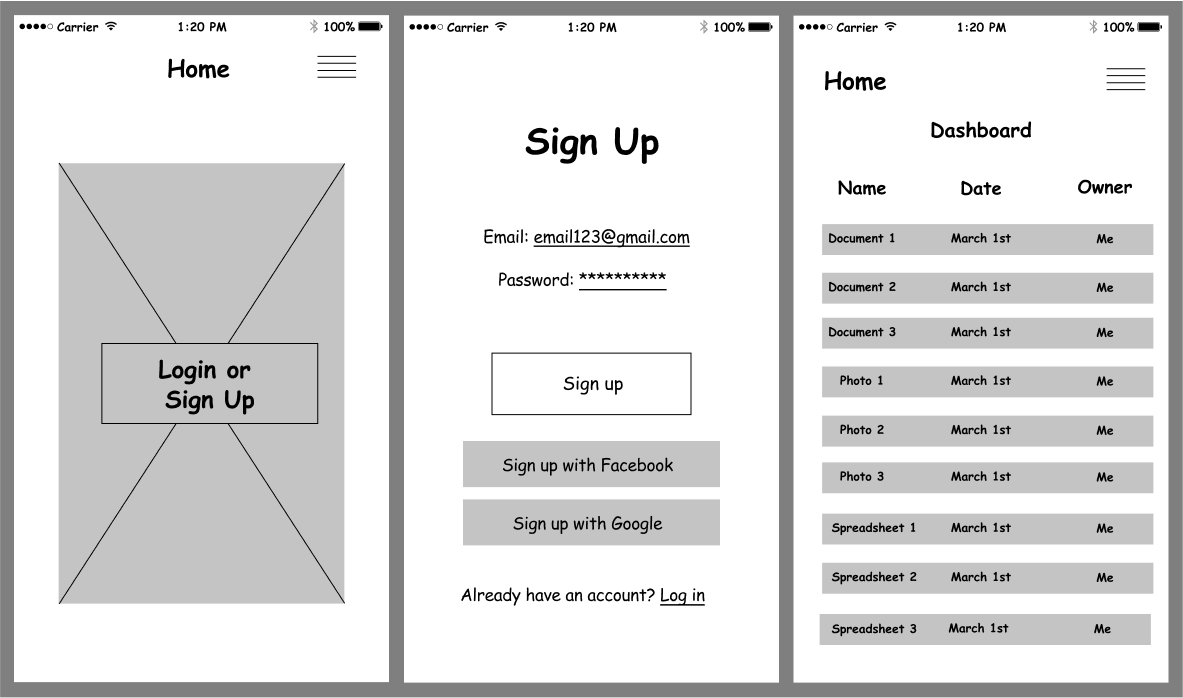 Carrier 1:20 PM 100%
Home
Login or
Sign Up
Carrier 1:20 PM 100%
Sign Up
Email: email123@gmail.com
Password: **********
Sign up
Sign up with Facebook
Sign up with Google
Already have an account? Log in
Carrier 1:20 PM 100%
Home
Dashboard
Name Date Owner
Document 1 March 1st Me
Document 2 March 1st Me
Document 3 March 1st Me
Photo 1 March 1st Me
Photo 2 March 1st Me
Photo 3 March 1st Me
Spreadsheet 1 March 1st Me
Spreadsheet 2 March 1st Me
Spreadsheet 3 March 1st Me